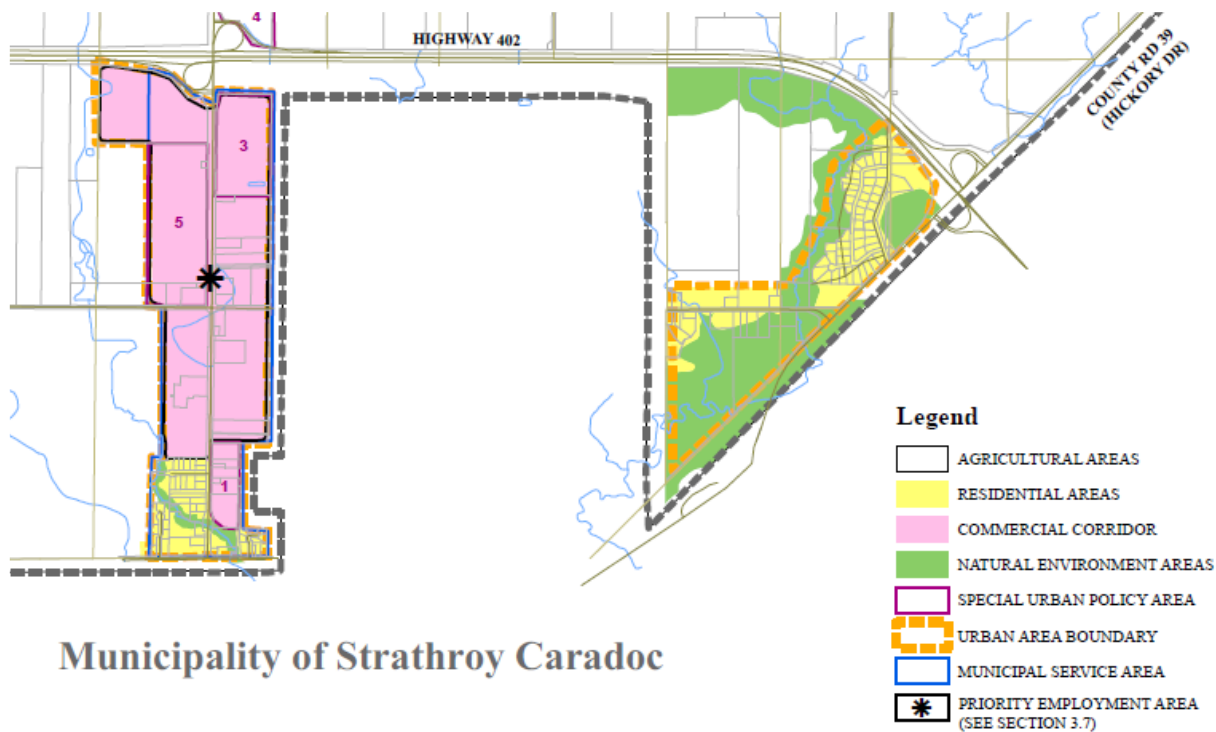 4
HIGHWAY 402
COUNTY RD 39
(HICKORY DR)
3
5
1
Legend
AGRICULTURAL AREAS
RESIDENTIAL AREAS
COMMERCIAL CORRIDOR
NATURAL ENVIRONMENT AREAS
SPECIAL URBAN POLICY AREA
URBAN AREA BOUNDARY
MUNICIPAL SERVICE AREA
PRIORITY EMPLOYMENT AREA
(SEE SECTION 3.7)
Municipality of Strathroy Caradoc